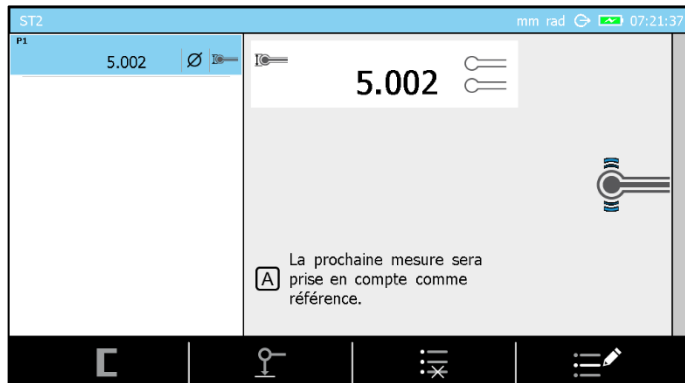 ST2
mm rad
07:21:37
P1
5.002 Ø
5.002
A
La prochaine mesure sera
prise en compte comme
référence.